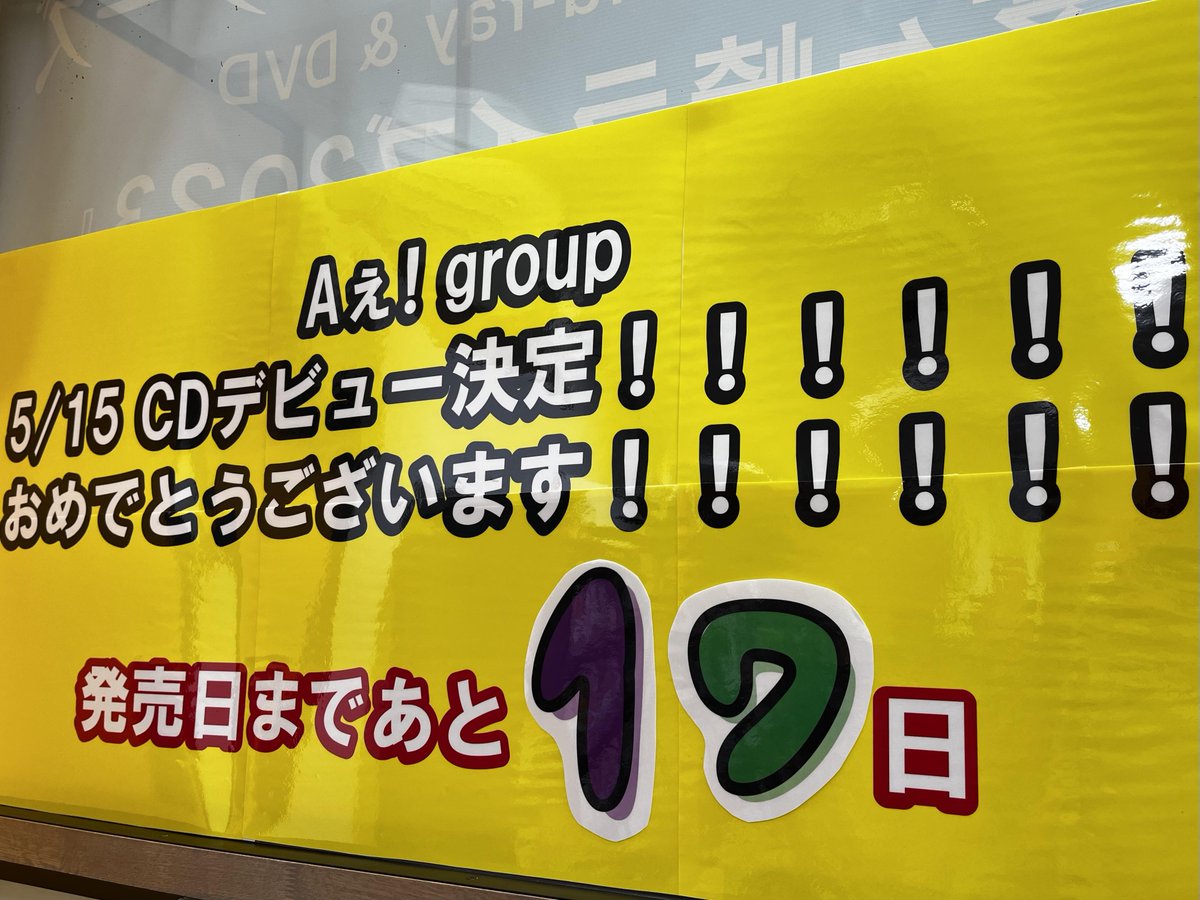 & DVD
Aぇ! group
5/15 CDデビュー決定！！！！！！
おめでとうございます！！！！！！
発売日まであと17日